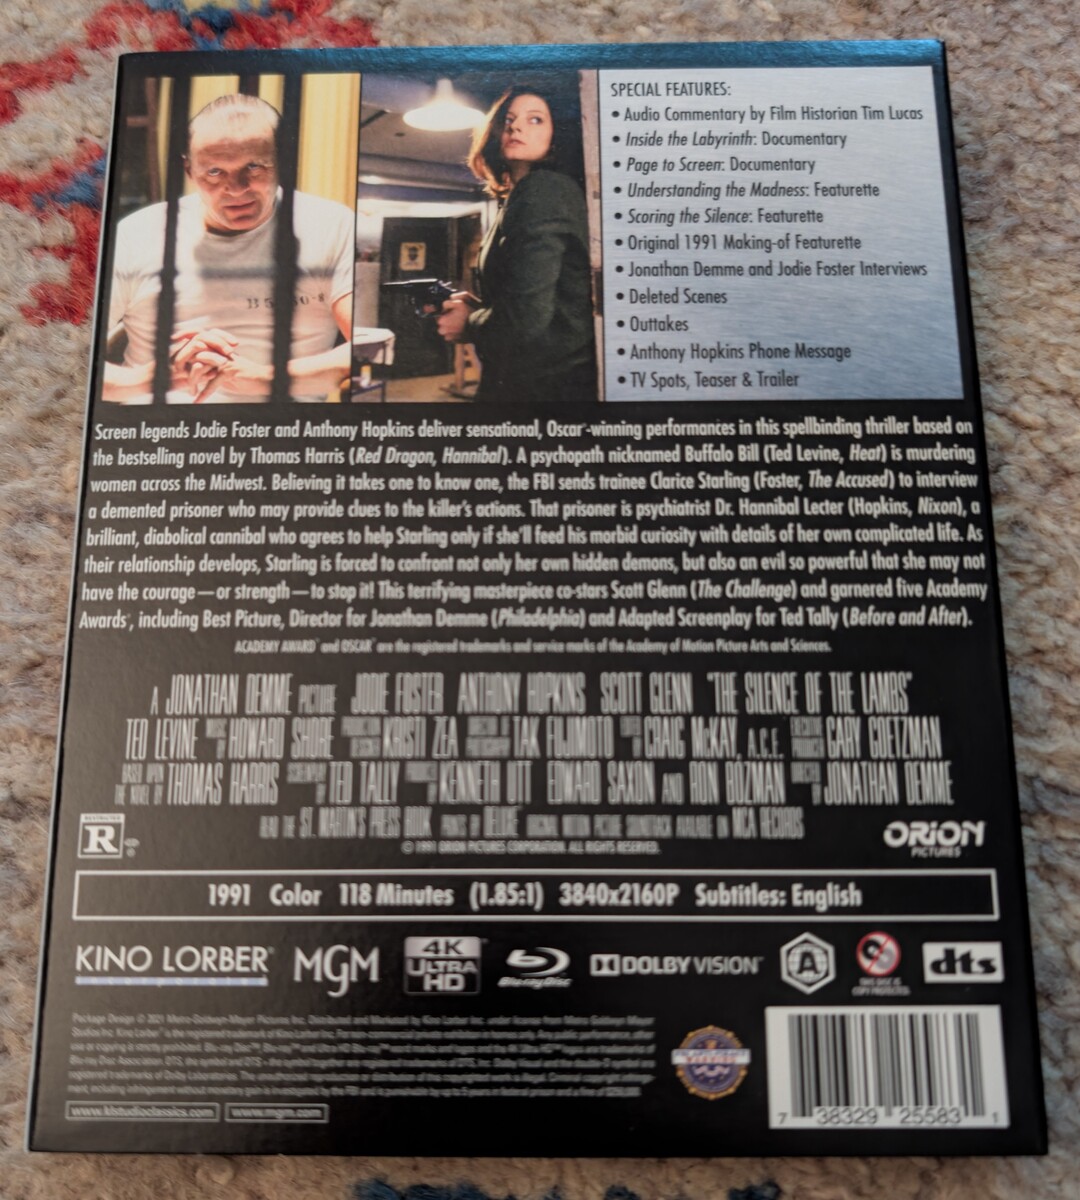 SPECIAL FEATURES:
• Audio Commentary by Film Historian Tim Lucas
• Inside the Labyrinth: Documentary
• Page to Screen: Documentary
• Understanding the Madness: Featurette
• Scoring the Silence: Featurette
• Original 1991 Making-of Featurette
• Jonathan Demme and Jodie Foster Interviews
• Deleted Scenes
• Outtakes
• Anthony Hopkins Phone Message
• TV Spots, Teaser & Trailer
Screen legends Jodie Foster and Anthony Hopkins deliver sensational, Oscar®-winning performances in this spellbinding thriller based on
the bestselling novel by Thomas Harris (Red Dragon, Hannibal). A psychopath nicknamed Buffalo Bill (Ted Levine, Heat) is murdering
women across the Midwest. Believing it takes one to know one, the FBI sends trainee Clarice Starling (Foster, The Accused) to interview
a demented prisoner who may provide clues to the killer's actions. That prisoner is psychiatrist Dr. Hannibal Lecter (Hopkins, Nixon), a
brilliant, diabolical cannibal who agrees to help Starling only if she'll feed his morbid curiosity with details of her own complicated life. As
their relationship develops, Starling is forced to confront not only her own hidden demons, but also an evil so powerful that she may not
have the courage—or strength—to stop it! This terrifying masterpiece co-stars Scott Glenn (The Challenge) and garnered five Academy
Awards®, including Best Picture, Director for Jonathan Demme (Philadelphia) and Adapted Screenplay for Ted Tally (Before and After).
ACADEMY AWARD® and OSCAR® are the registered trademarks and service marks of the Academy of Motion Picture Arts and Sciences.
A JONATHAN DEMME PICTURE JODIE FOSTER ANTHONY HOPKINS SCOTT GLENN "THE SILENCE OF THE LAMBS"
TED LEVINE HOWARD SHORE KRISTI ZEA TAK FUJIMOTO CRAIG McKAY, A.C.E. GARY GOETZMAN
BASED UPON THE NOVEL BY THOMAS HARRIS SCREENPLAY BY TED TALLY KENNETH UTT EDWARD SAXON AND RON BOZMAN JONATHAN DEMME
READ THE ST. MARTIN'S PRESS BOOK PRINTS BY DELUXE ORIGINAL MOTION PICTURE SOUNDTRACK AVAILABLE ON MCA RECORDS
© 1991 ORION PICTURES CORPORATION. ALL RIGHTS RESERVED.
RESTRICTED
R
ORION
PICTURES
1991 Color 118 Minutes (1.85:1) 3840x2160P Subtitles: English
KINO LORBER® MGM 4K ULTRA HD Blu-ray Disc DOLBY VISION A dts
THIS DISC IS
COPY PROTECTED
www.klstudioclassics.com www.mgm.com
7 38329 25583 1